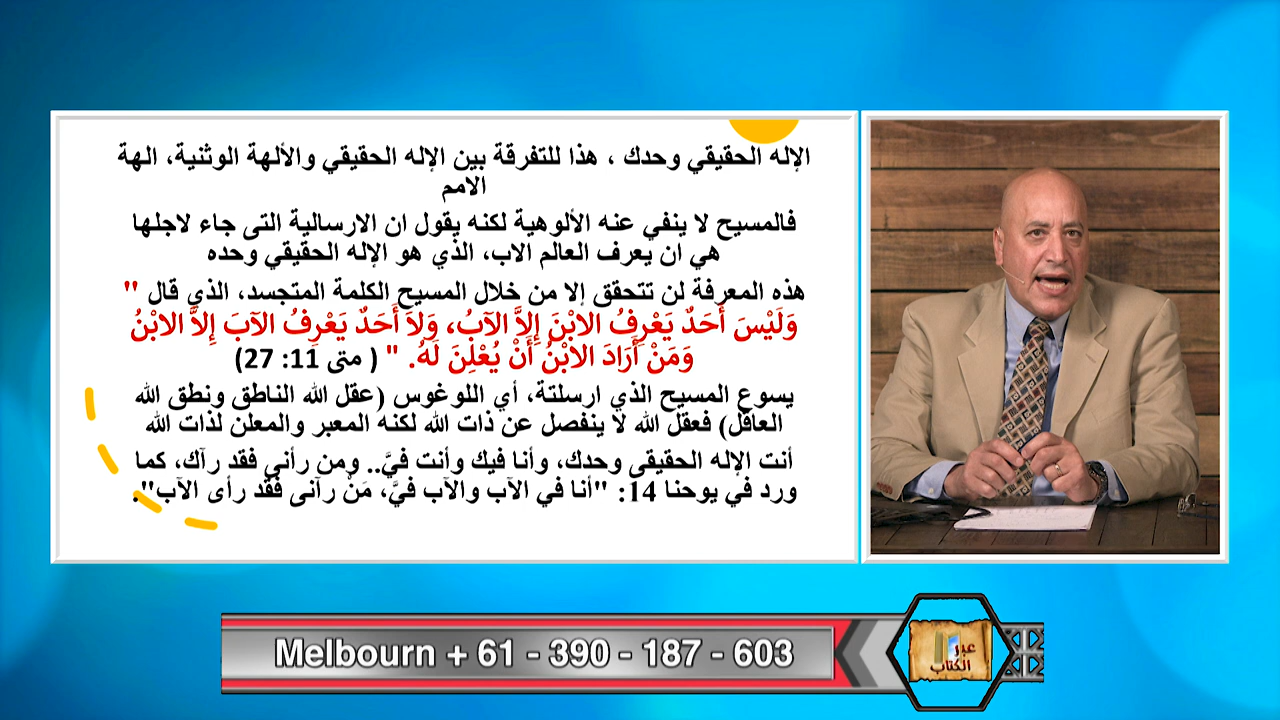 الإله الحقيقي وحدك ، هذا للتفرقة بين الإله الحقيقي والألهة الوثنية، الهة
الامم
فالمسيح لا ينفي عنه الألوهية لكنه يقول ان الارسالية التى جاء لاجلها
هي ان يعرف العالم الاب، الذي هو الإله الحقيقي وحده
هذه المعرفة لن تتحقق إلا من خلال المسيح الكلمة المتجسد، الذي قال "
وَلَيْسَ أَحَدٌ يَعْرِفُ الابْنَ إِلاَّ الآبُ، وَلاَ أَحَدٌ يَعْرِفُ الآبَ إِلاَّ الابْنُ
وَمَنْ أَرَادَ الابْنُ أَنْ يُعْلِنَ لَهُ. " ( متى 11: 27)
يسوع المسيح الذي ارسلتة، أي اللوغوس (عقل الله الناطق ونطق الله
العاقل) فعقل الله لا ينفصل عن ذات الله لكنه المعبر والمعلن لذات الله
أنت الإله الحقيقى وحدك، وأنا فيك وأنت فيَّ.. ومن رأنى فقد رآك، كما
ورد في يوحنا 14: "أنا في الآب والآب فيَّ، مَنْ رآنى فَقد رأى الآب".
Melbourn + 61 - 390 - 187 - 603
عبر
الكتاب